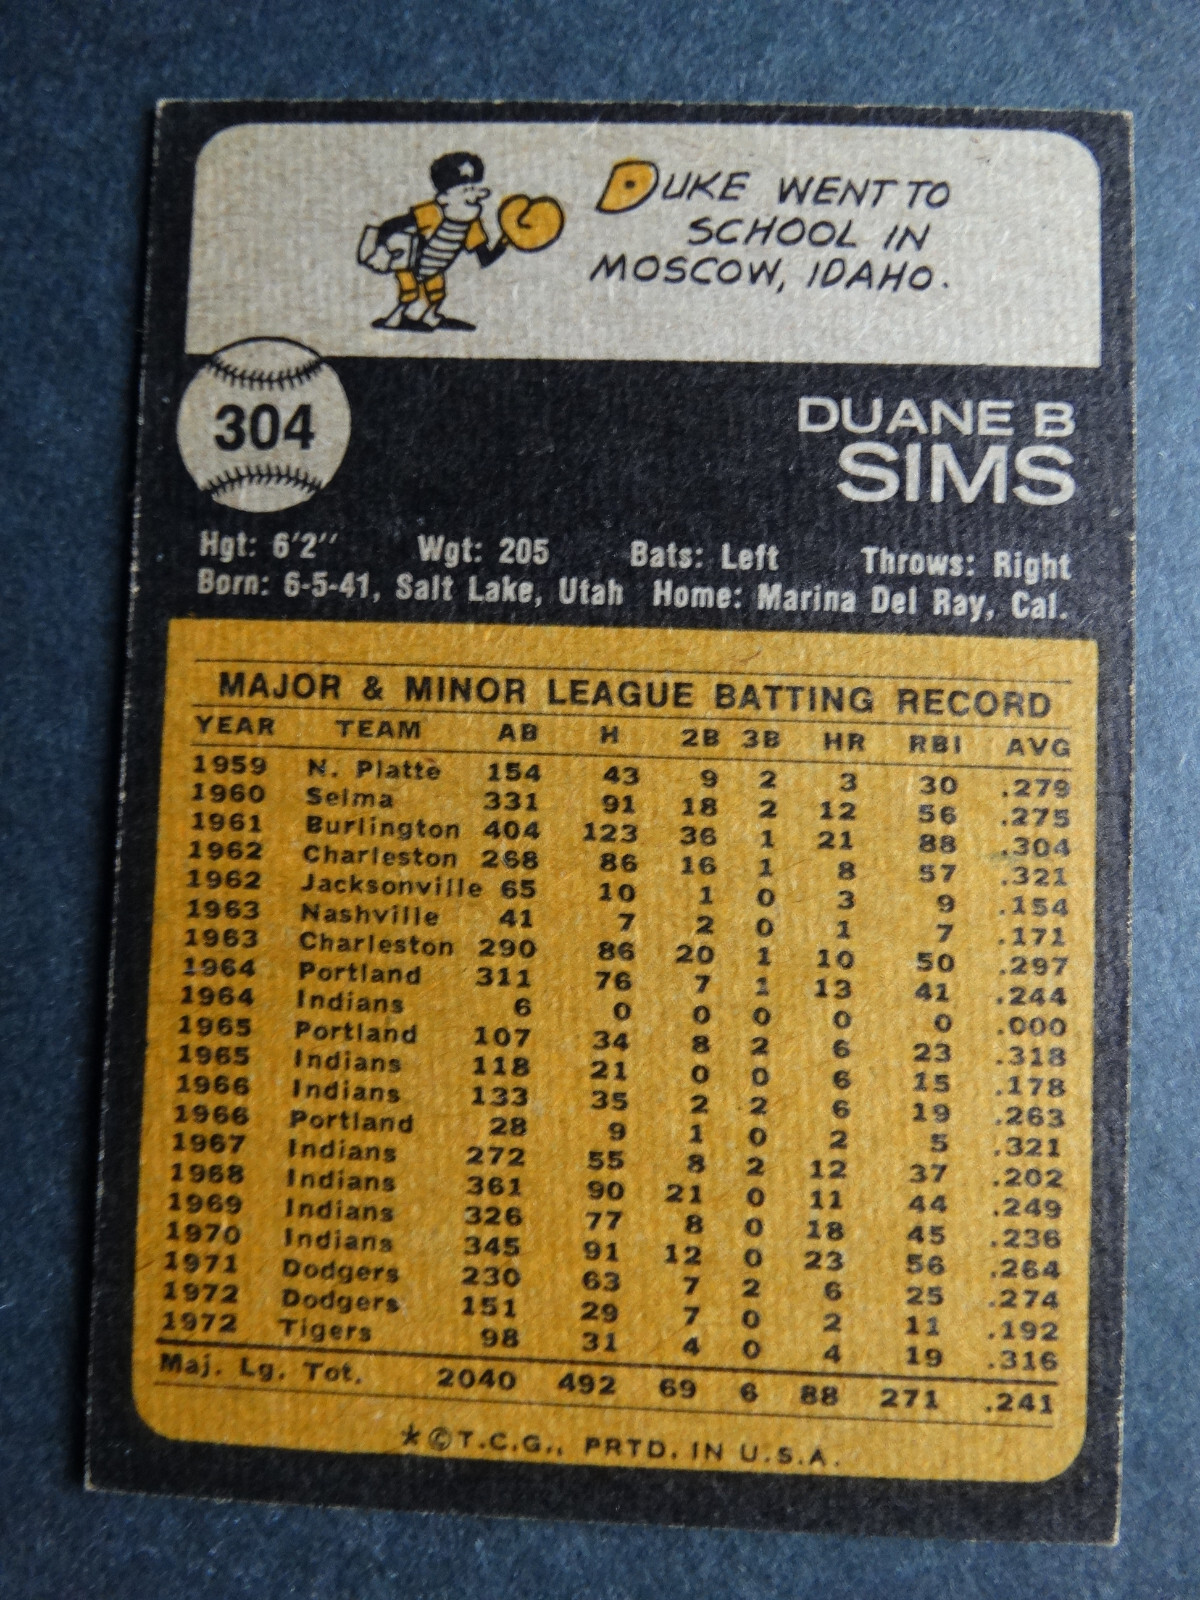 DUKE WENT TO
SCHOOL IN
MOSCOW, IDAHO.
304
DUANE B
SIMS
Hgt: 6'2'' Wgt: 205 Bats: Left Throws: Right
Born: 6-5-41, Salt Lake, Utah Home: Marina Del Ray, Cal.
MAJOR & MINOR LEAGUE BATTING RECORD
YEAR TEAM AB H 2B 3B HR RBI AVG
1959 N. Platte 154 43 9 2 3 30 .279
1960 Selma 331 91 18 2 12 56 .275
1961 Burlington 404 123 36 1 21 88 .304
1962 Charleston 268 86 16 1 8 57 .321
1962 Jacksonville 65 10 1 0 3 9 .154
1963 Nashville 41 7 2 0 1 7 .171
1963 Charleston 290 86 20 1 10 50 .297
1964 Portland 311 76 7 1 13 41 .244
1964 Indians 6 0 0 0 0 0 .000
1965 Portland 107 34 8 2 6 23 .318
1965 Indians 118 21 0 0 6 15 .178
1966 Indians 133 35 2 2 6 19 .263
1966 Portland 28 9 1 0 2 5 .321
1967 Indians 272 55 8 2 12 37 .202
1968 Indians 361 90 21 0 11 44 .249
1969 Indians 326 77 8 0 18 45 .236
1970 Indians 345 91 12 0 23 56 .264
1971 Dodgers 230 63 7 2 6 25 .274
1972 Dodgers 151 29 7 0 2 11 .192
1972 Tigers 98 31 4 0 4 19 .316
Maj. Lg. Tot. 2040 492 69 6 88 271 .241
*©T.C.G., PRTD. IN U.S.A.